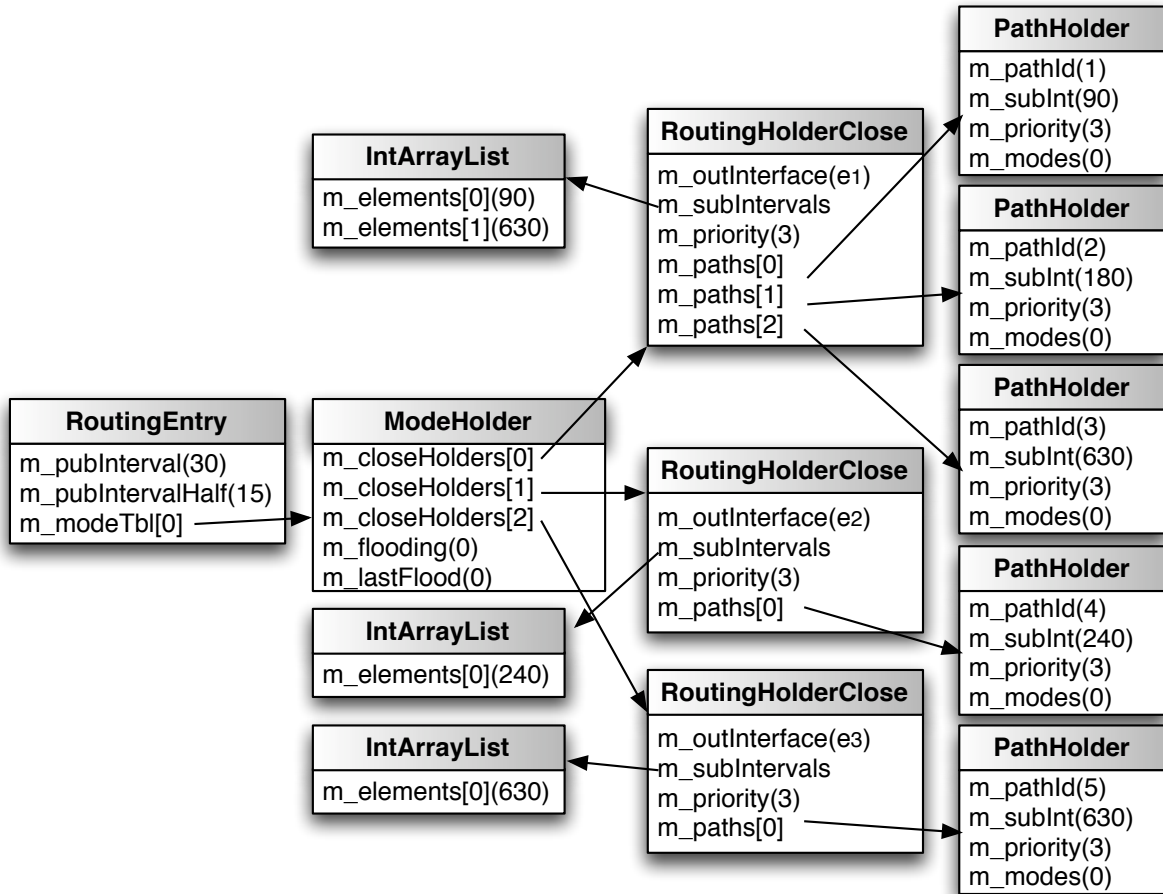 PathHolder
m_pathId(1)
m_subInt(90)
m_priority(3)
m_modes(0)
RoutingHolderClose
m_outInterface(e1)
m_subIntervals
m_priority(3)
m_paths[0]
m_paths[1]
m_paths[2]
IntArrayList
m_elements[0](90)
m_elements[1](630)
PathHolder
m_pathId(2)
m_subInt(180)
m_priority(3)
m_modes(0)
PathHolder
m_pathId(3)
m_subInt(630)
m_priority(3)
m_modes(0)
RoutingEntry
m_pubInterval(30)
m_pubIntervalHalf(15)
m_modeTbl[0]
ModeHolder
m_closeHolders[0]
m_closeHolders[1]
m_closeHolders[2]
m_flooding(0)
m_lastFlood(0)
RoutingHolderClose
m_outInterface(e2)
m_subIntervals
m_priority(3)
m_paths[0]
PathHolder
m_pathId(4)
m_subInt(240)
m_priority(3)
m_modes(0)
IntArrayList
m_elements[0](240)
RoutingHolderClose
m_outInterface(e3)
m_subIntervals
m_priority(3)
m_paths[0]
IntArrayList
m_elements[0](630)
PathHolder
m_pathId(5)
m_subInt(630)
m_priority(3)
m_modes(0)